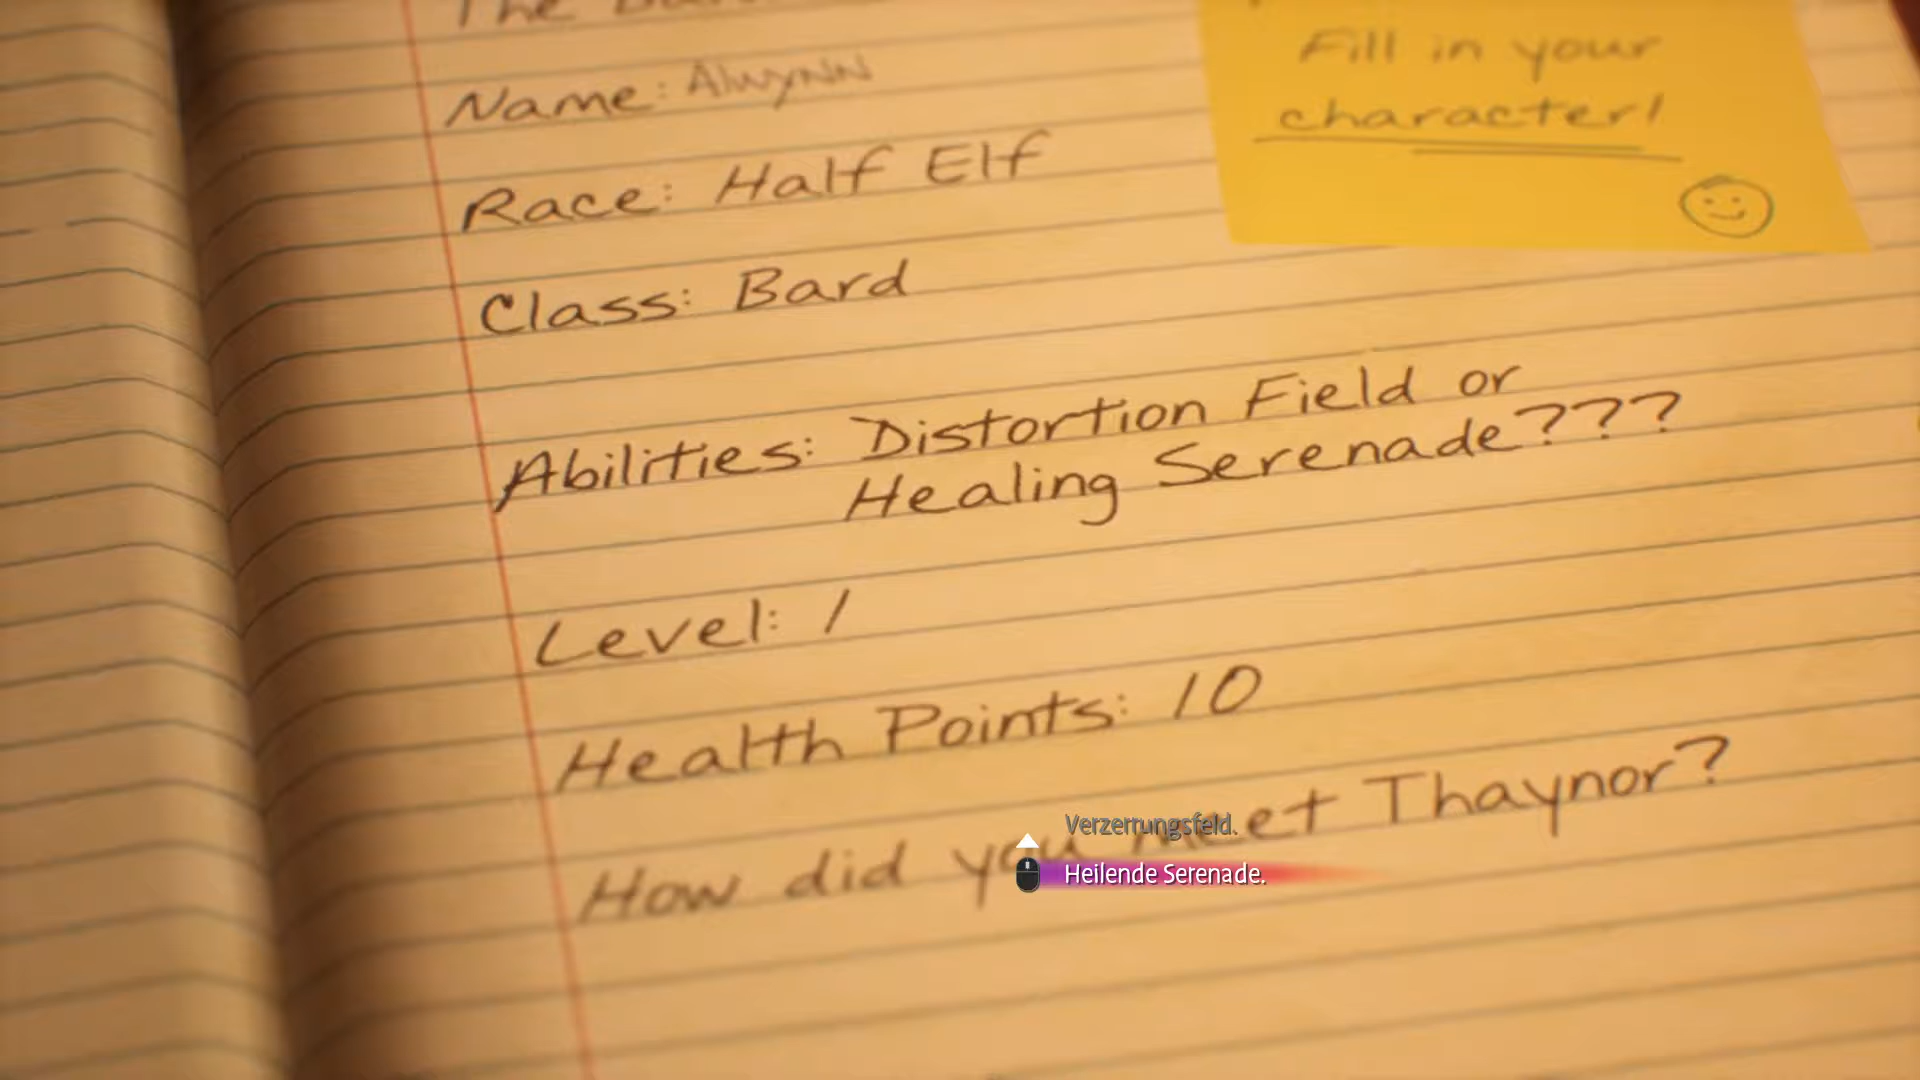 The
Fill in your
character!
Name: Alwynn
Race: Half Elf
Class: Bard
Abilities: Distortion Field or
Healing Serenade???
Level: 1
Health Points: 10
How did you meet Thaynor?
Verzerrungsfeld.
Heilende Serenade.